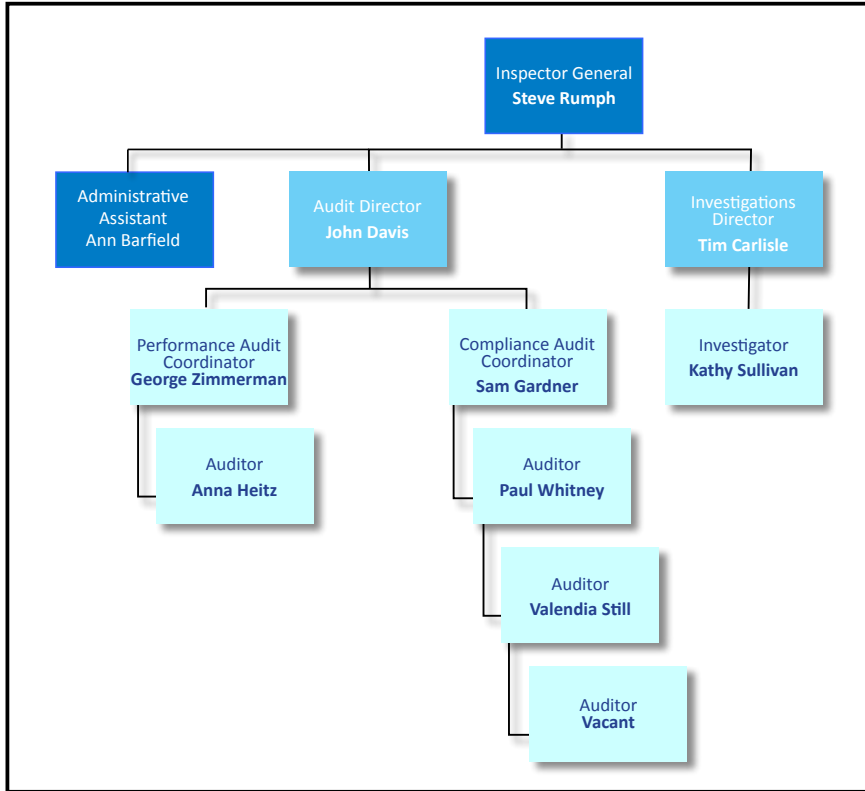 Inspector General
Steve Rumph
Administrative
Assistant
Ann Barfield
Audit Director
John Davis
Investigations
Director
Tim Carlisle
Performance Audit
Coordinator
George Zimmerman
Compliance Audit
Coordinator
Sam Gardner
Investigator
Kathy Sullivan
Auditor
Anna Heitz
Auditor
Paul Whitney
Auditor
Valendia Still
Auditor
Vacant